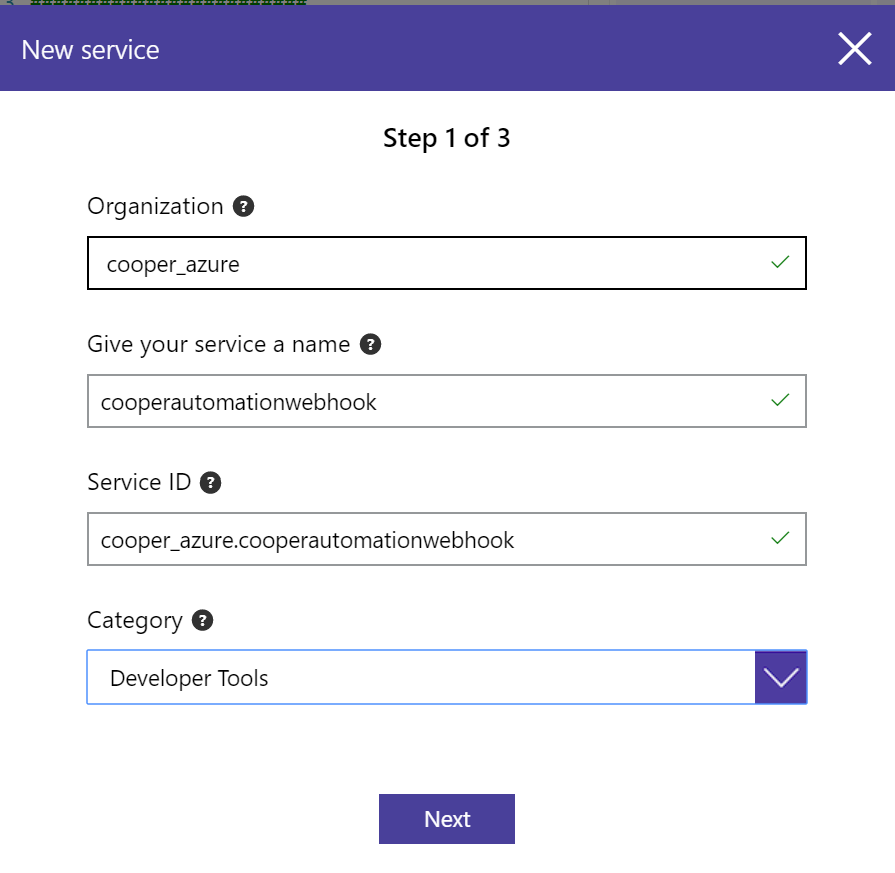 New service
Step 1 of 3
Organization ?
cooper_azure
Give your service a name ?
cooperautomationwebhook
Service ID ?
cooper_azure.cooperautomationwebhook
Category ?
Developer Tools
Next